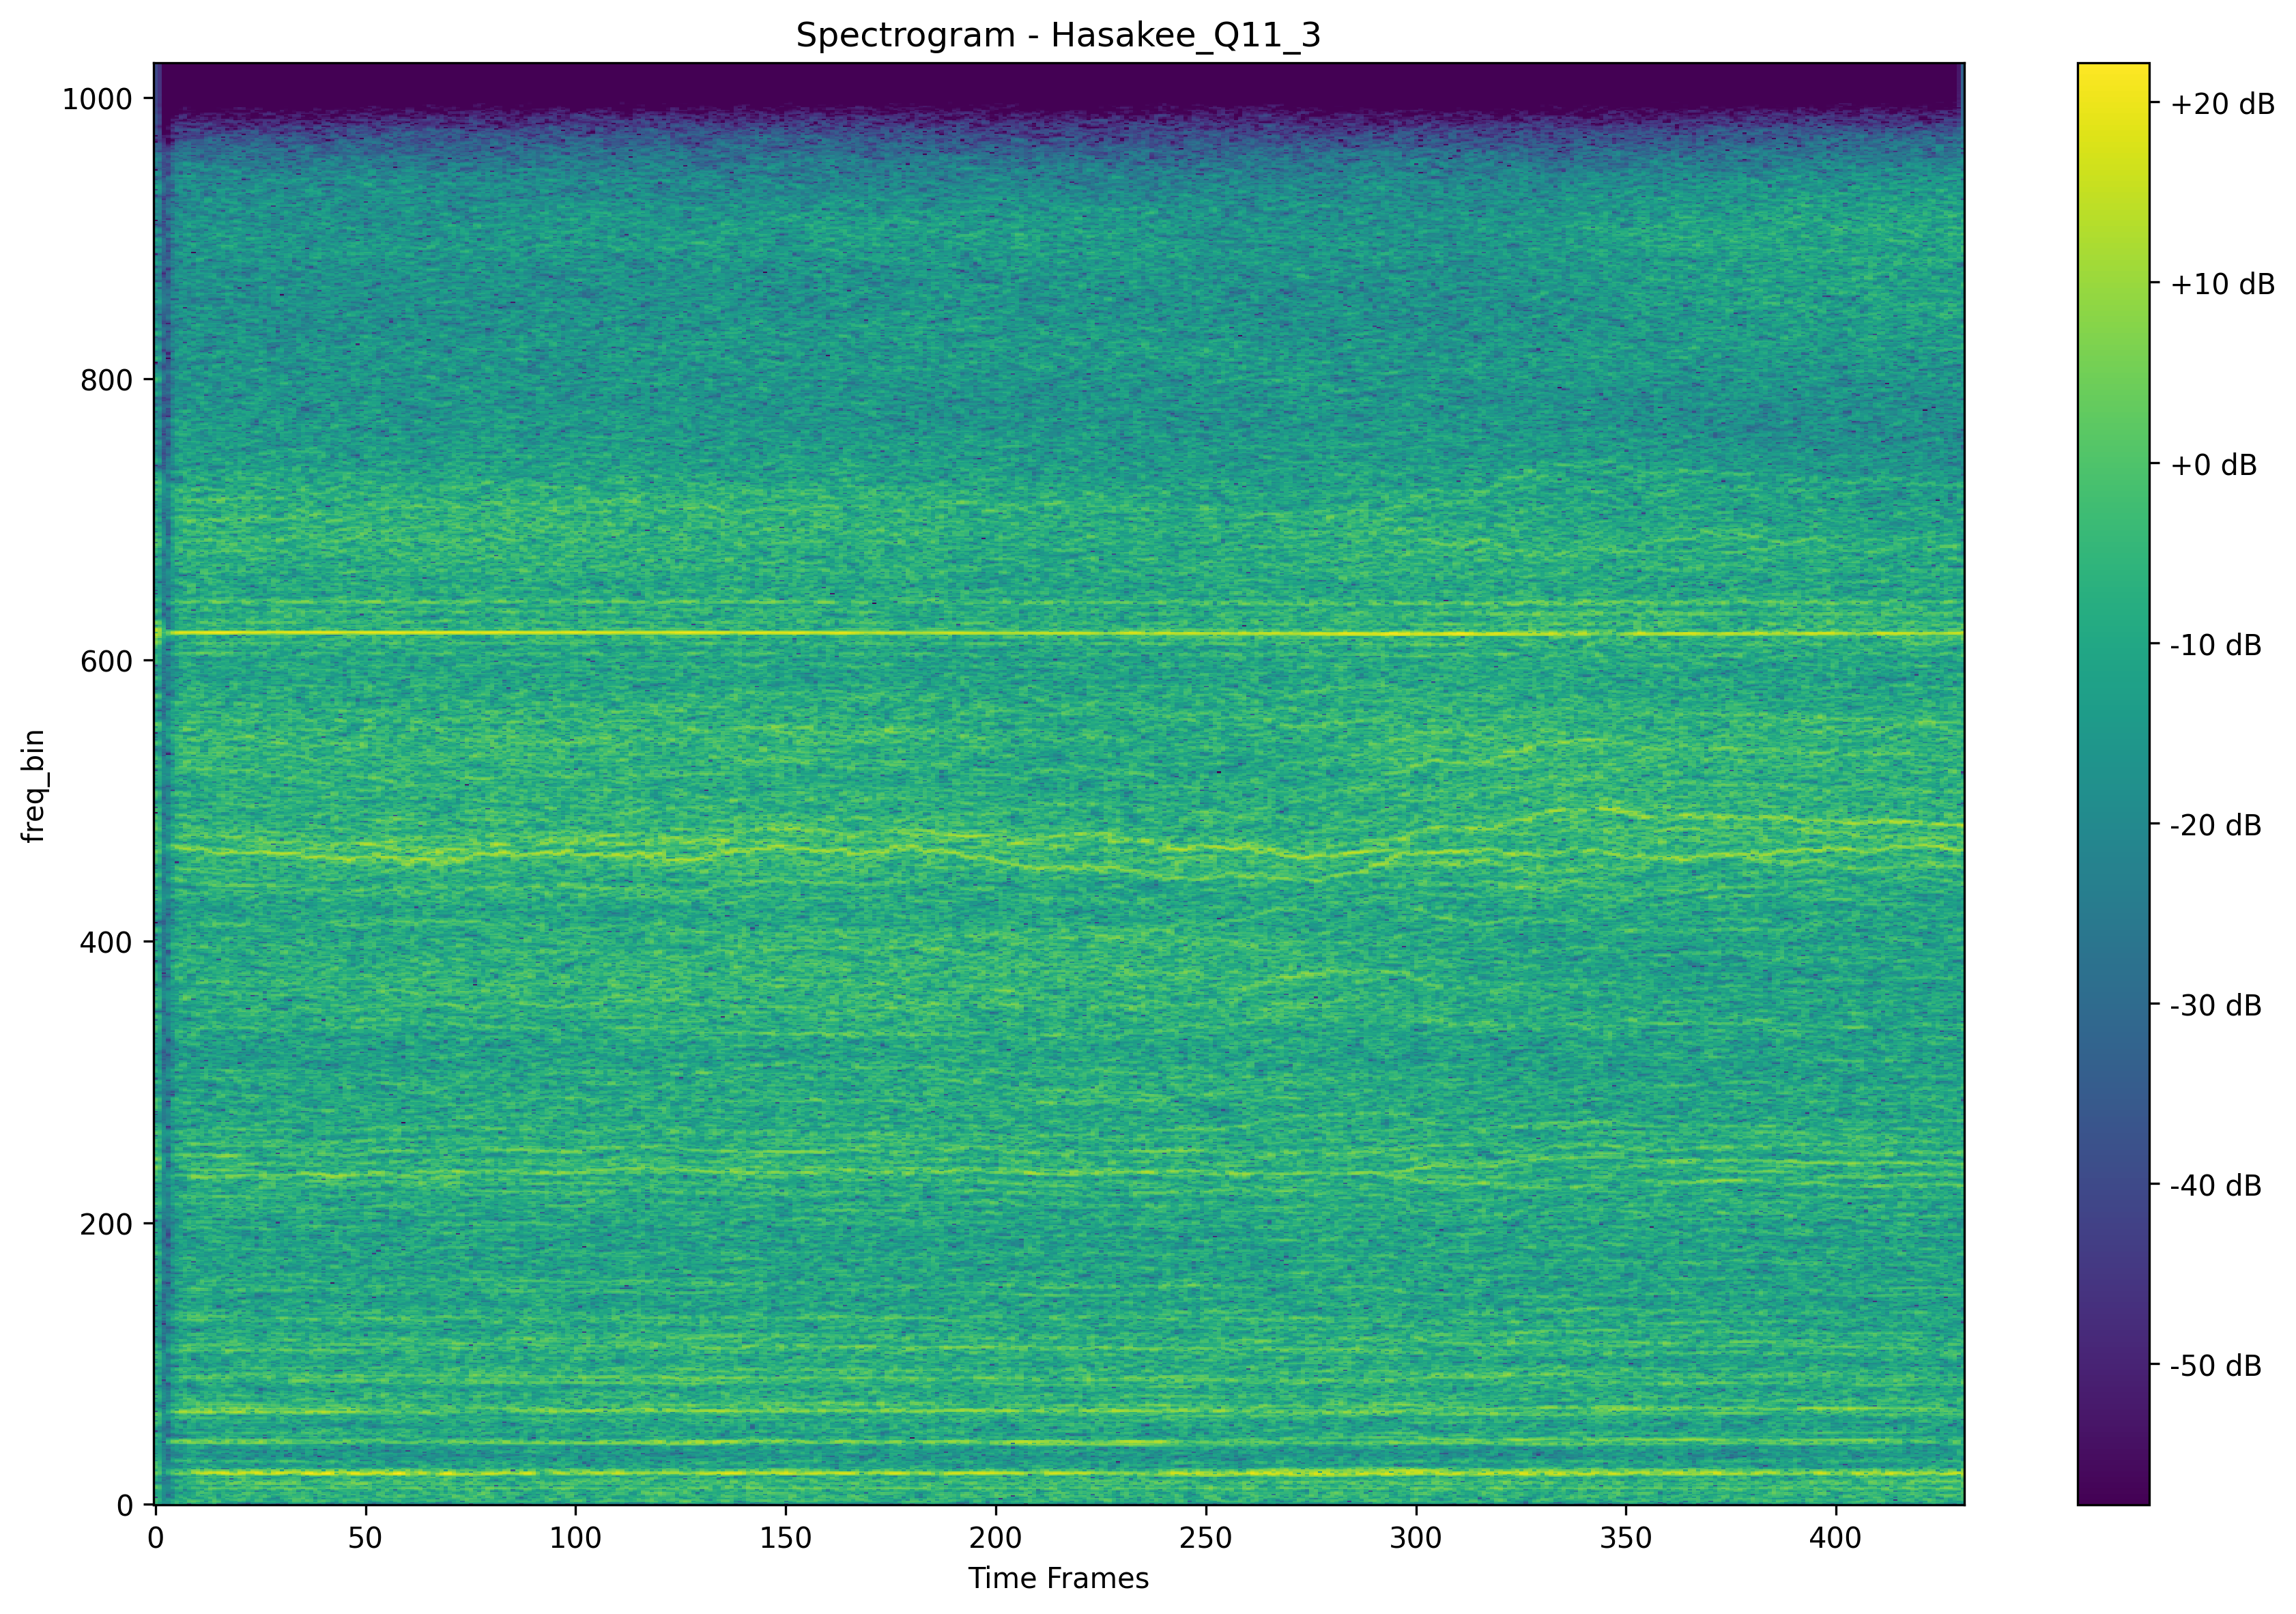 Spectrogram - Hasakee_Q11_3
1000
800
600
400
200
0
freq_bin
0 50 100 150 200 250 300 350 400
Time Frames
+20 dB
+10 dB
+0 dB
-10 dB
-20 dB
-30 dB
-40 dB
-50 dB